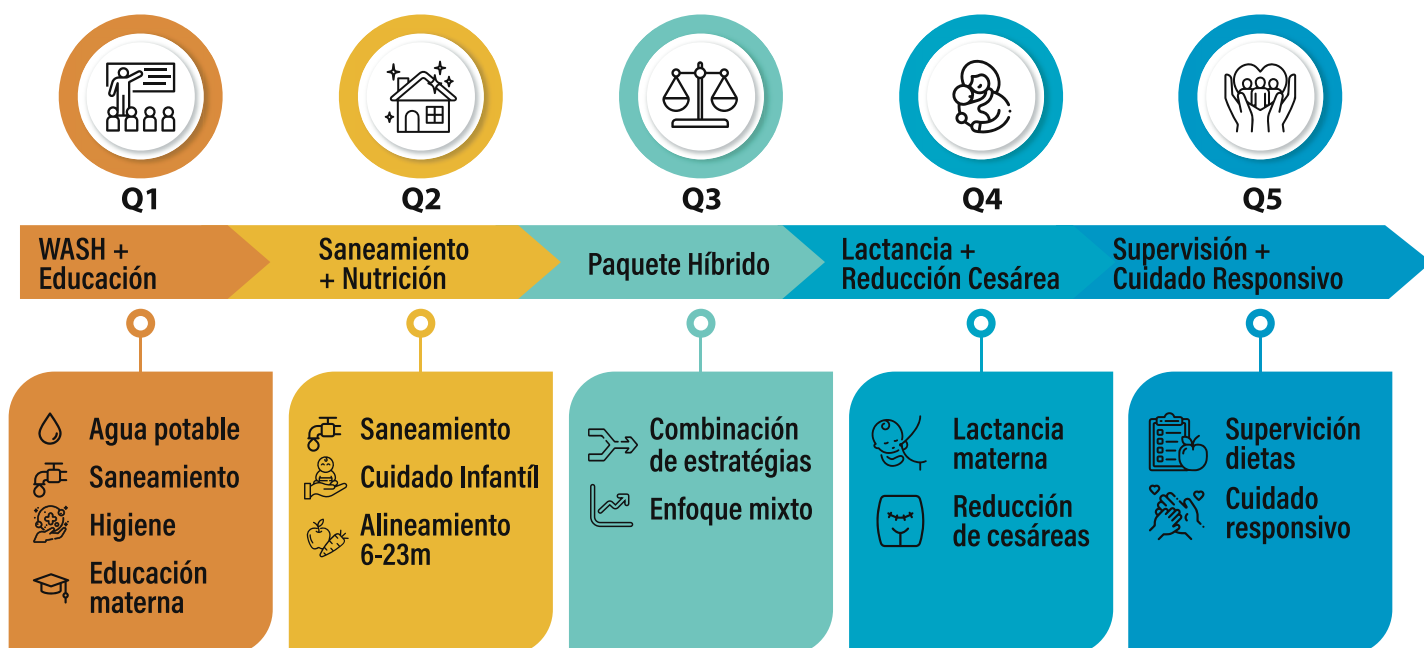 Q1
Q2
Q3
Q4
Q5
WASH +
Educación
Saneamiento
+ Nutrición
Paquete Híbrido
Lactancia +
Reducción Cesárea
Supervisión +
Cuidado Responsivo
Agua potable
Saneamiento
Higiene
Educación
materna
Saneamiento
Cuidado Infantíl
Alineamiento
6-23m
Combinación
de estratégias
Enfoque mixto
Lactancia
materna
Reducción
de cesáreas
Supervición
dietas
Cuidado
responsivo